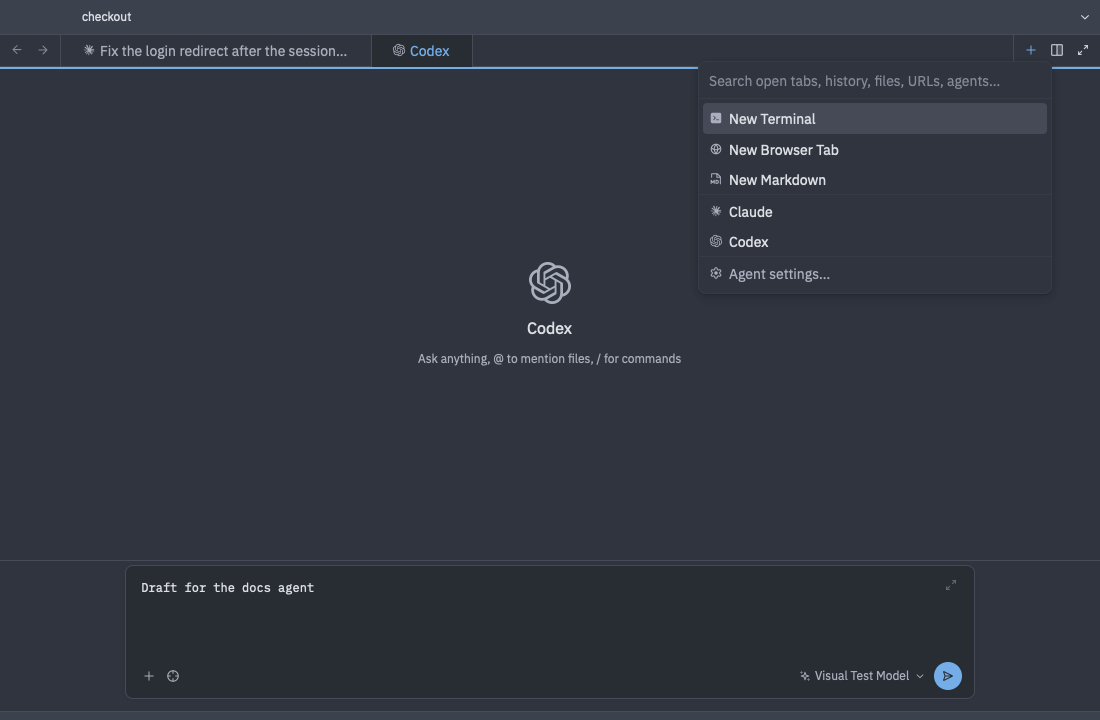 checkout
Fix the login redirect after the session...
Codex
Search open tabs, history, files, URLs, agents...
New Terminal
New Browser Tab
MD New Markdown
Claude
Codex
Agent settings...
Codex
Ask anything, @ to mention files, / for commands
Draft for the docs agent
Visual Test Model